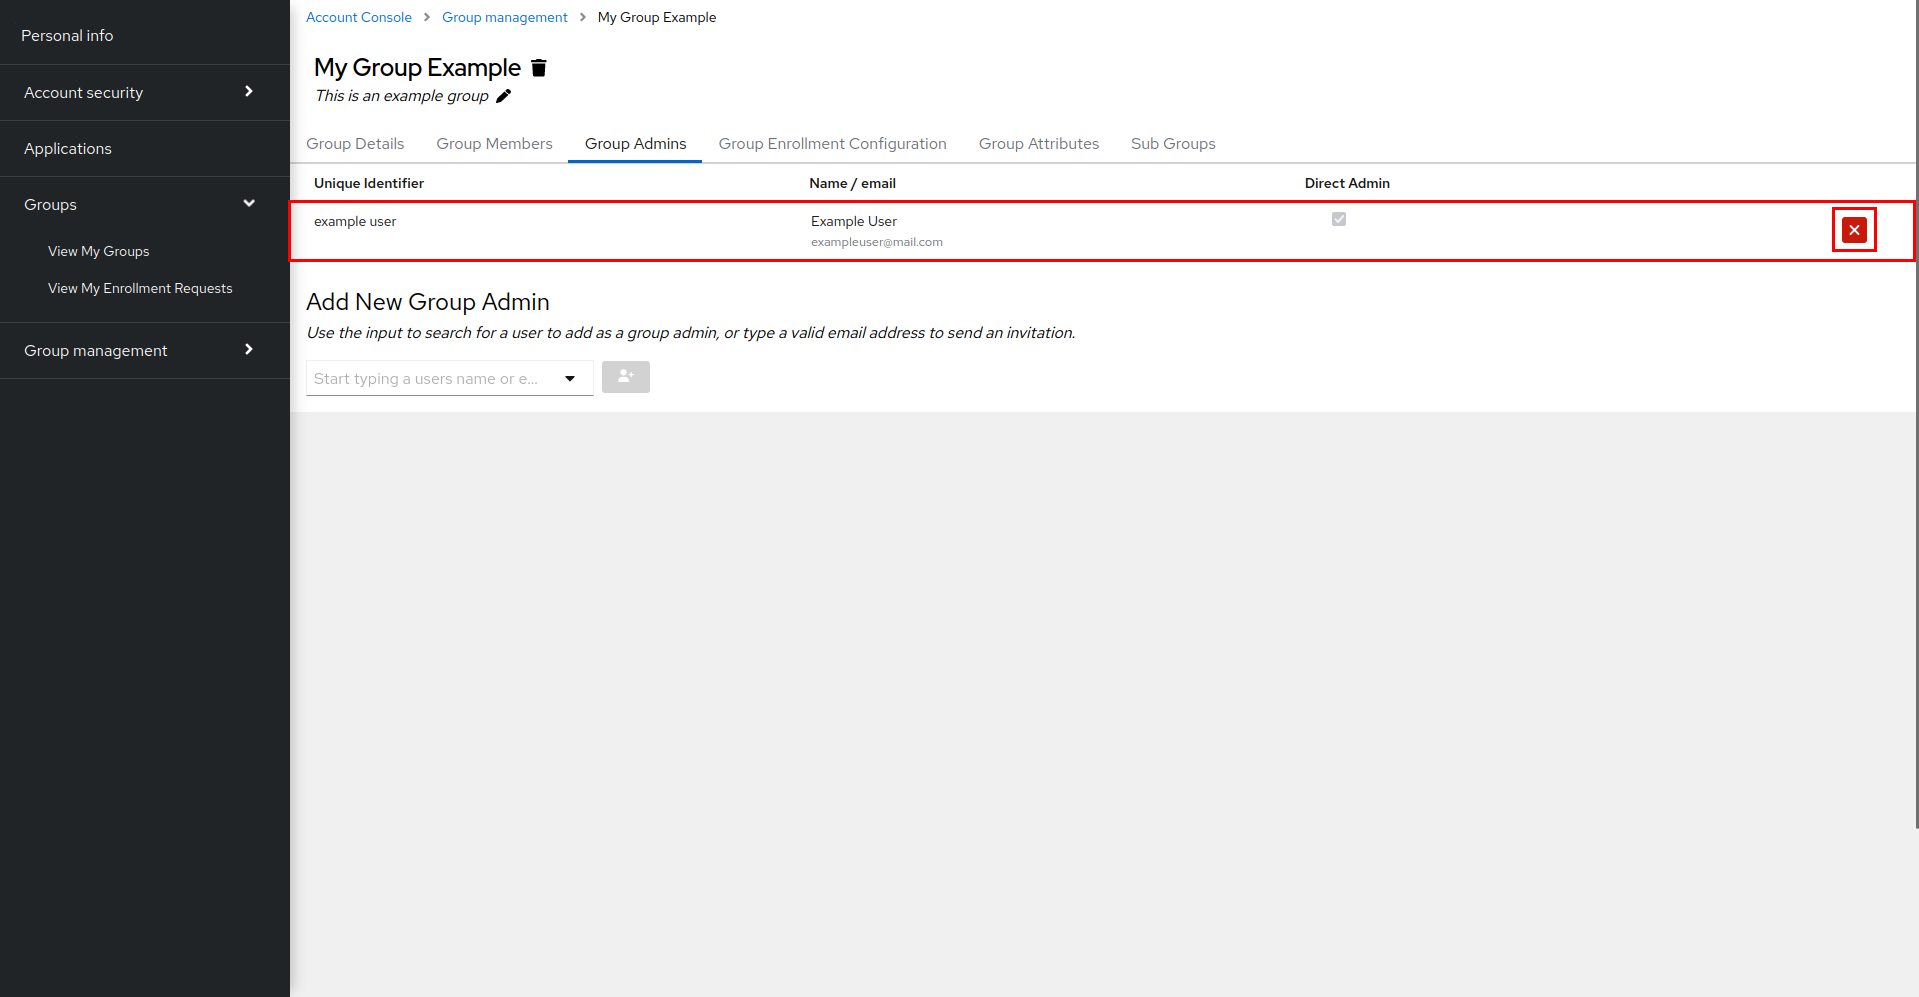 Personal info
Account security
Applications
Groups
View My Groups
View My Enrollment Requests
Group management
Account Console > Group management > My Group Example
My Group Example
This is an example group
Group Details Group Members Group Admins Group Enrollment Configuration Group Attributes Sub Groups
Unique Identifier Name / email Direct Admin
example user Example User
exampleuser@mail.com
Add New Group Admin
Use the input to search for a user to add as a group admin, or type a valid email address to send an invitation.
Start typing a users name or e...